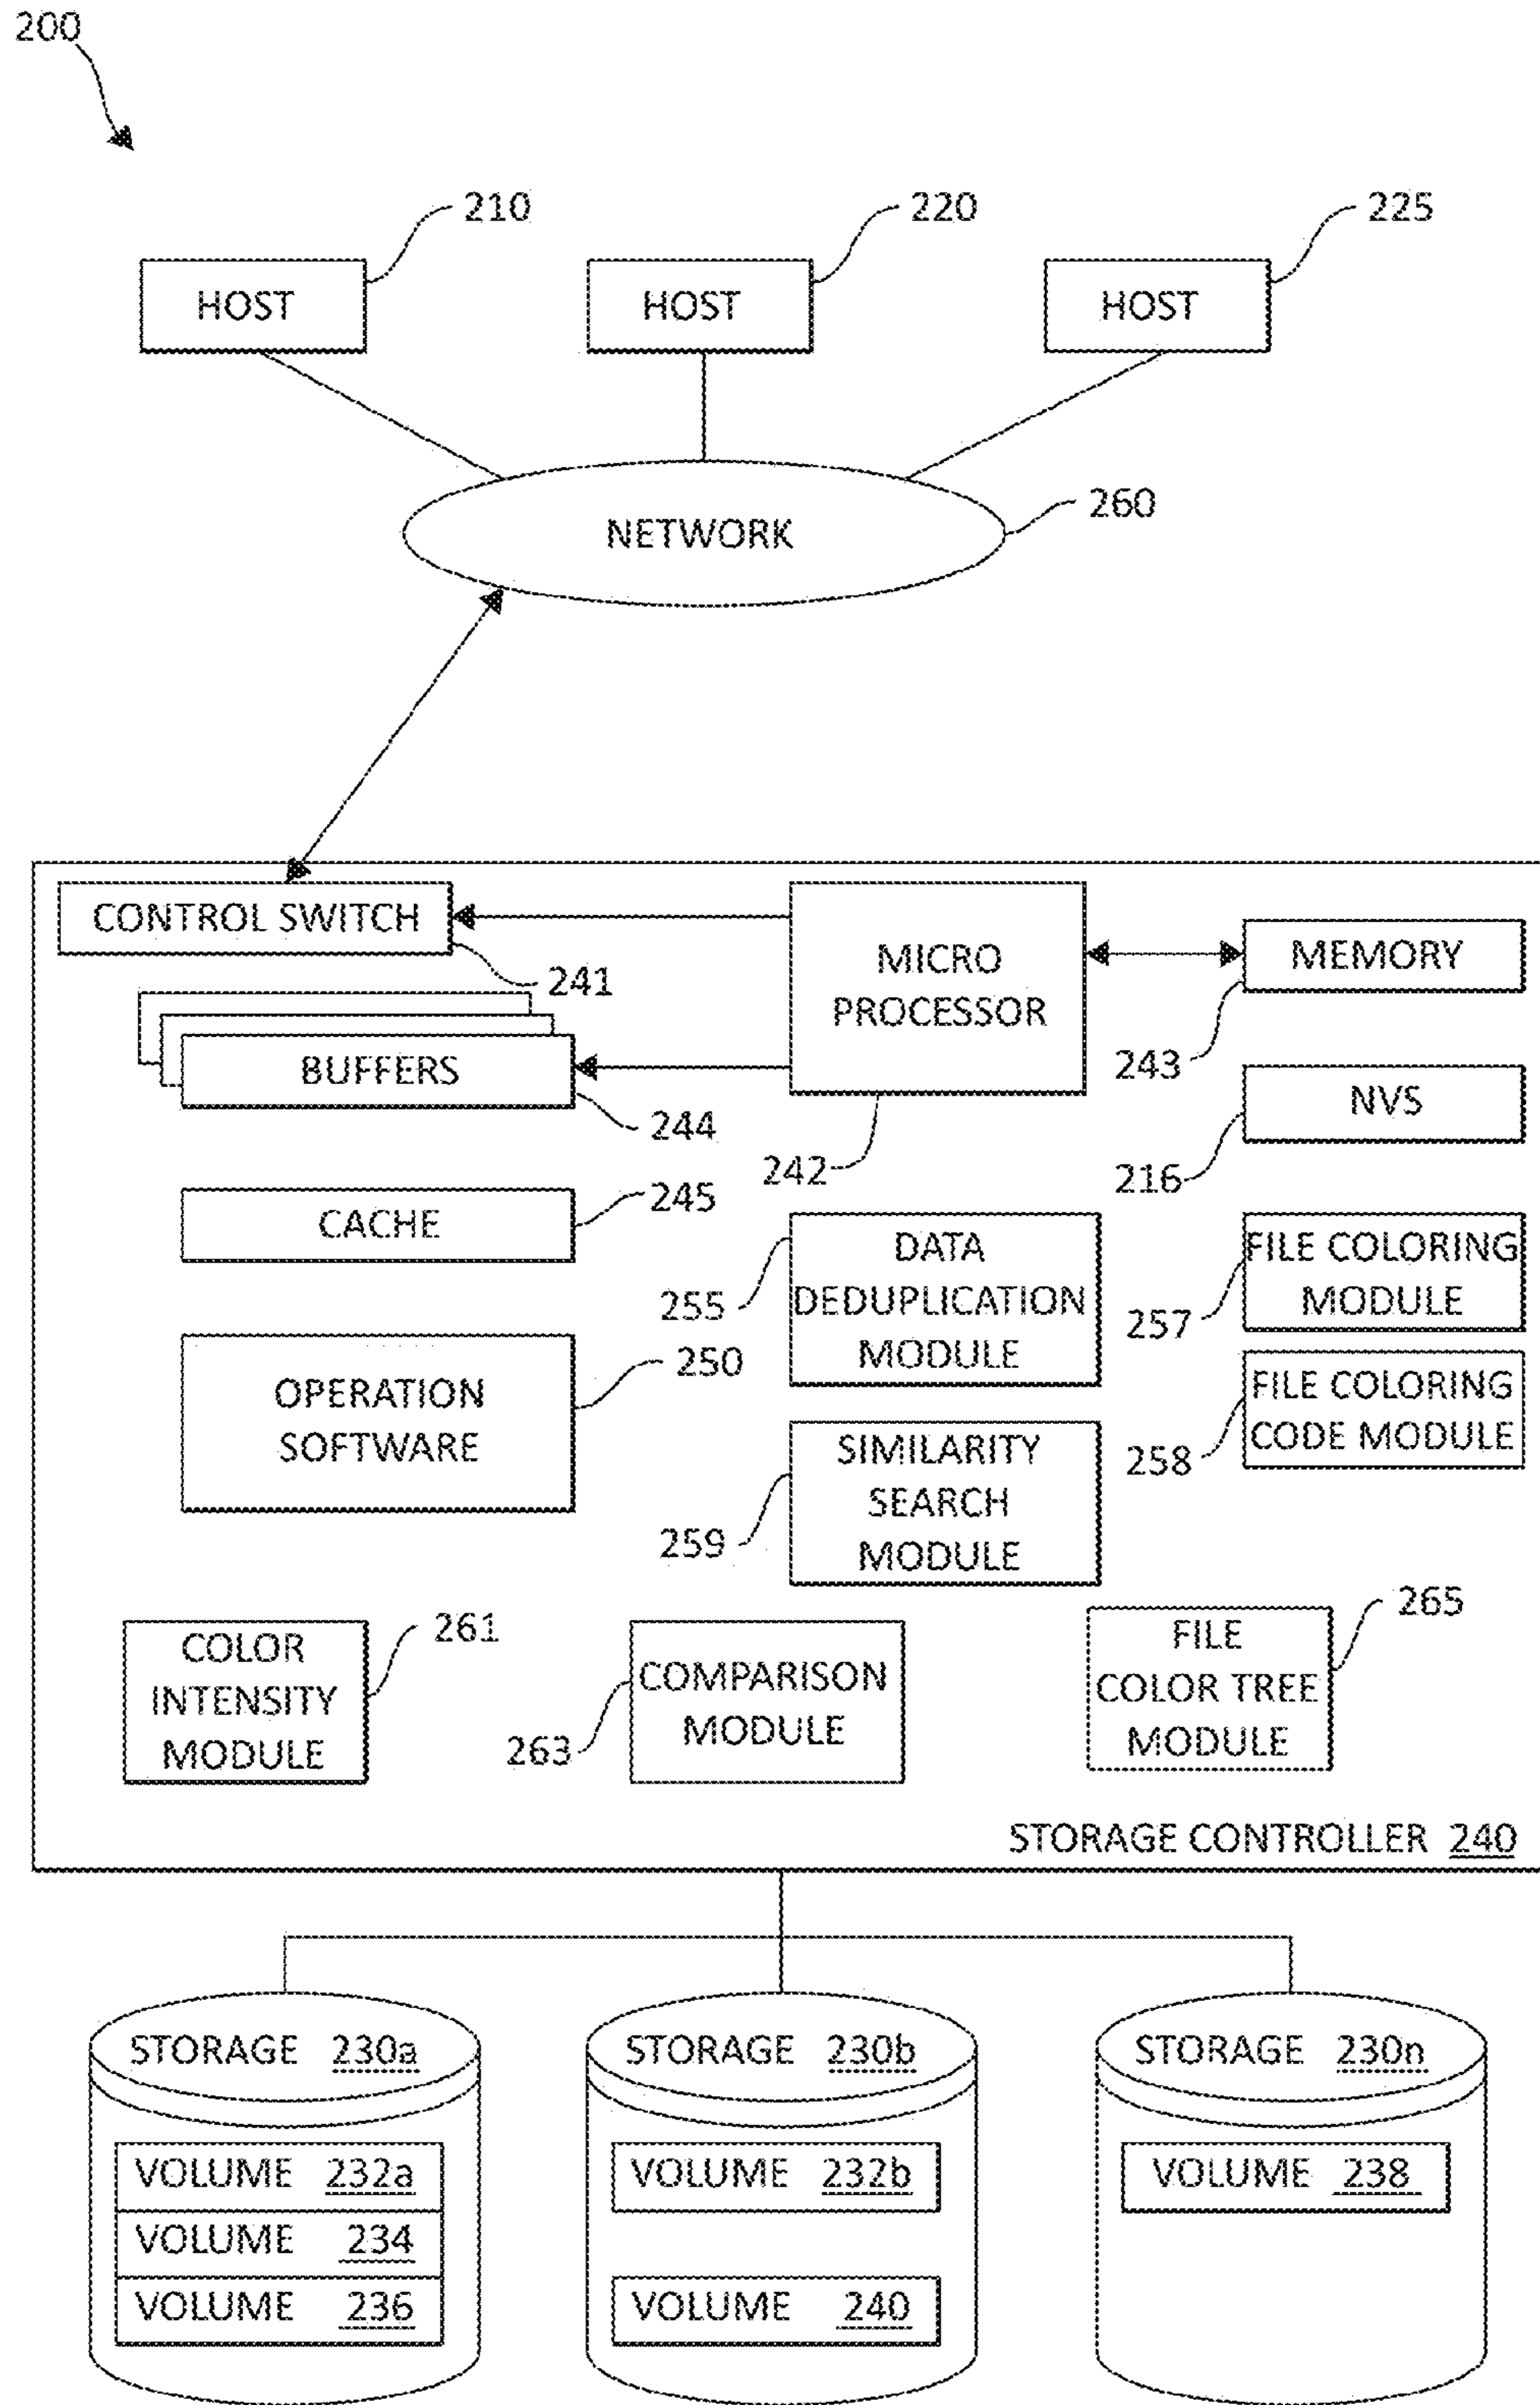 200
210
220
225
HOST
HOST
HOST
NETWORK
260
CONTROL SWITCH
241
MICRO
PROCESSOR
242
MEMORY
243
BUFFERS
244
NVS
216
CACHE
245
DATA
DEDUPLICATION
MODULE
255
FILE COLORING
MODULE
257
OPERATION
SOFTWARE
250
FILE COLORING
CODE MODULE
258
SIMILARITY
SEARCH
MODULE
259
COLOR
INTENSITY
MODULE
261
COMPARISON
MODULE
263
FILE
COLOR TREE
MODULE
265
STORAGE CONTROLLER 240
STORAGE 230a
VOLUME 232a
VOLUME 234
VOLUME 236
STORAGE 230b
VOLUME 232b
VOLUME 240
STORAGE 230n
VOLUME 238